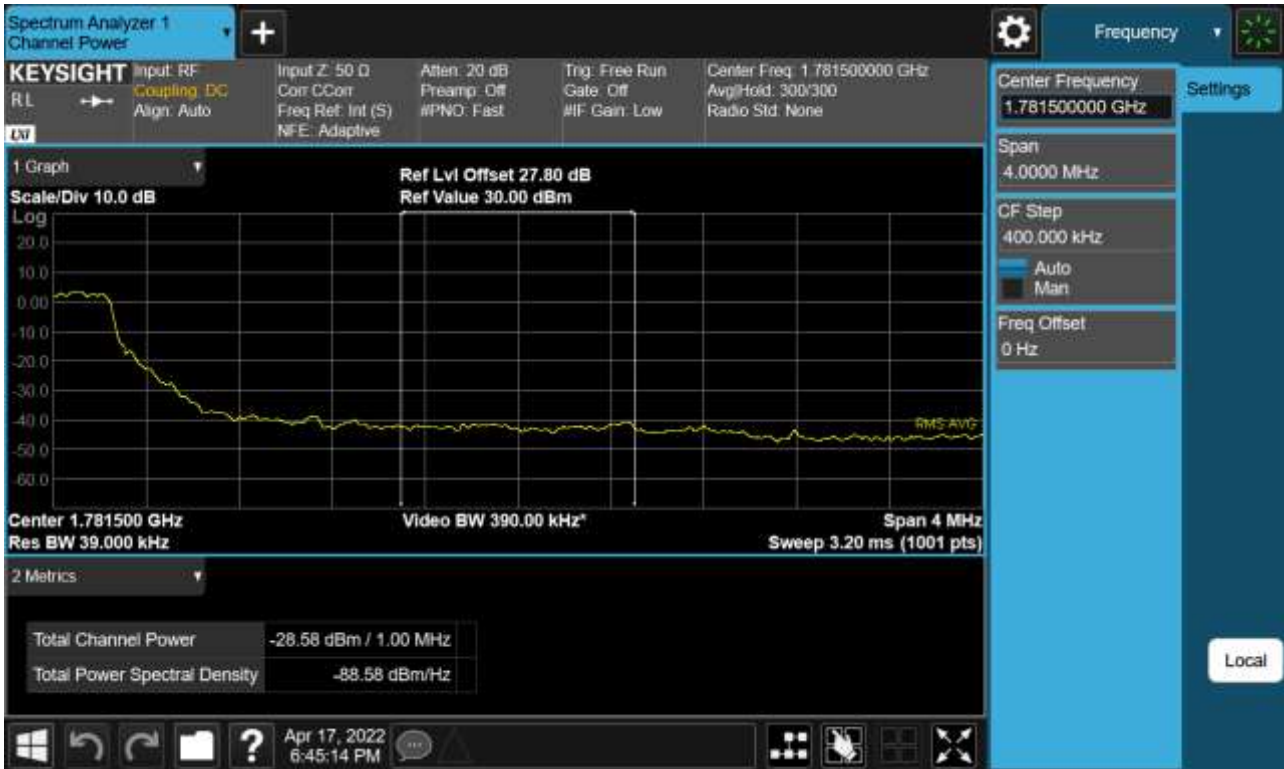 Spectrum Analyzer 1
Channel Power
Frequency
KEYSIGHT
RL
LXI
Input: RF
Coupling: DC
Align: Auto
Input Z: 50 Ω
Corr CCorr
Freq Ref: Int (S)
NFE: Adaptive
Atten: 20 dB
Preamp: Off
#PNO: Fast
Trig: Free Run
Gate: Off
#IF Gain: Low
Center Freq: 1.781500000 GHz
Avg|Hold: 300/300
Radio Std: None
Center Frequency
1.781500000 GHz
Settings
Span
4.0000 MHz
CF Step
400.000 kHz
Auto
Man
Freq Offset
0 Hz
1 Graph
Scale/Div 10.0 dB
Ref Lvl Offset 27.80 dB
Ref Value 30.00 dBm
Log
20.0
10.0
0.00
-10.0
-20.0
-30.0
-40.0
-50.0
-60.0
RMS AVG
Center 1.781500 GHz
Res BW 39.000 kHz
Video BW 390.00 kHz*
Span 4 MHz
Sweep 3.20 ms (1001 pts)
2 Metrics
Total Channel Power -28.58 dBm / 1.00 MHz
Total Power Spectral Density -88.58 dBm/Hz
Local
?
Apr 17, 2022
6:45:14 PM